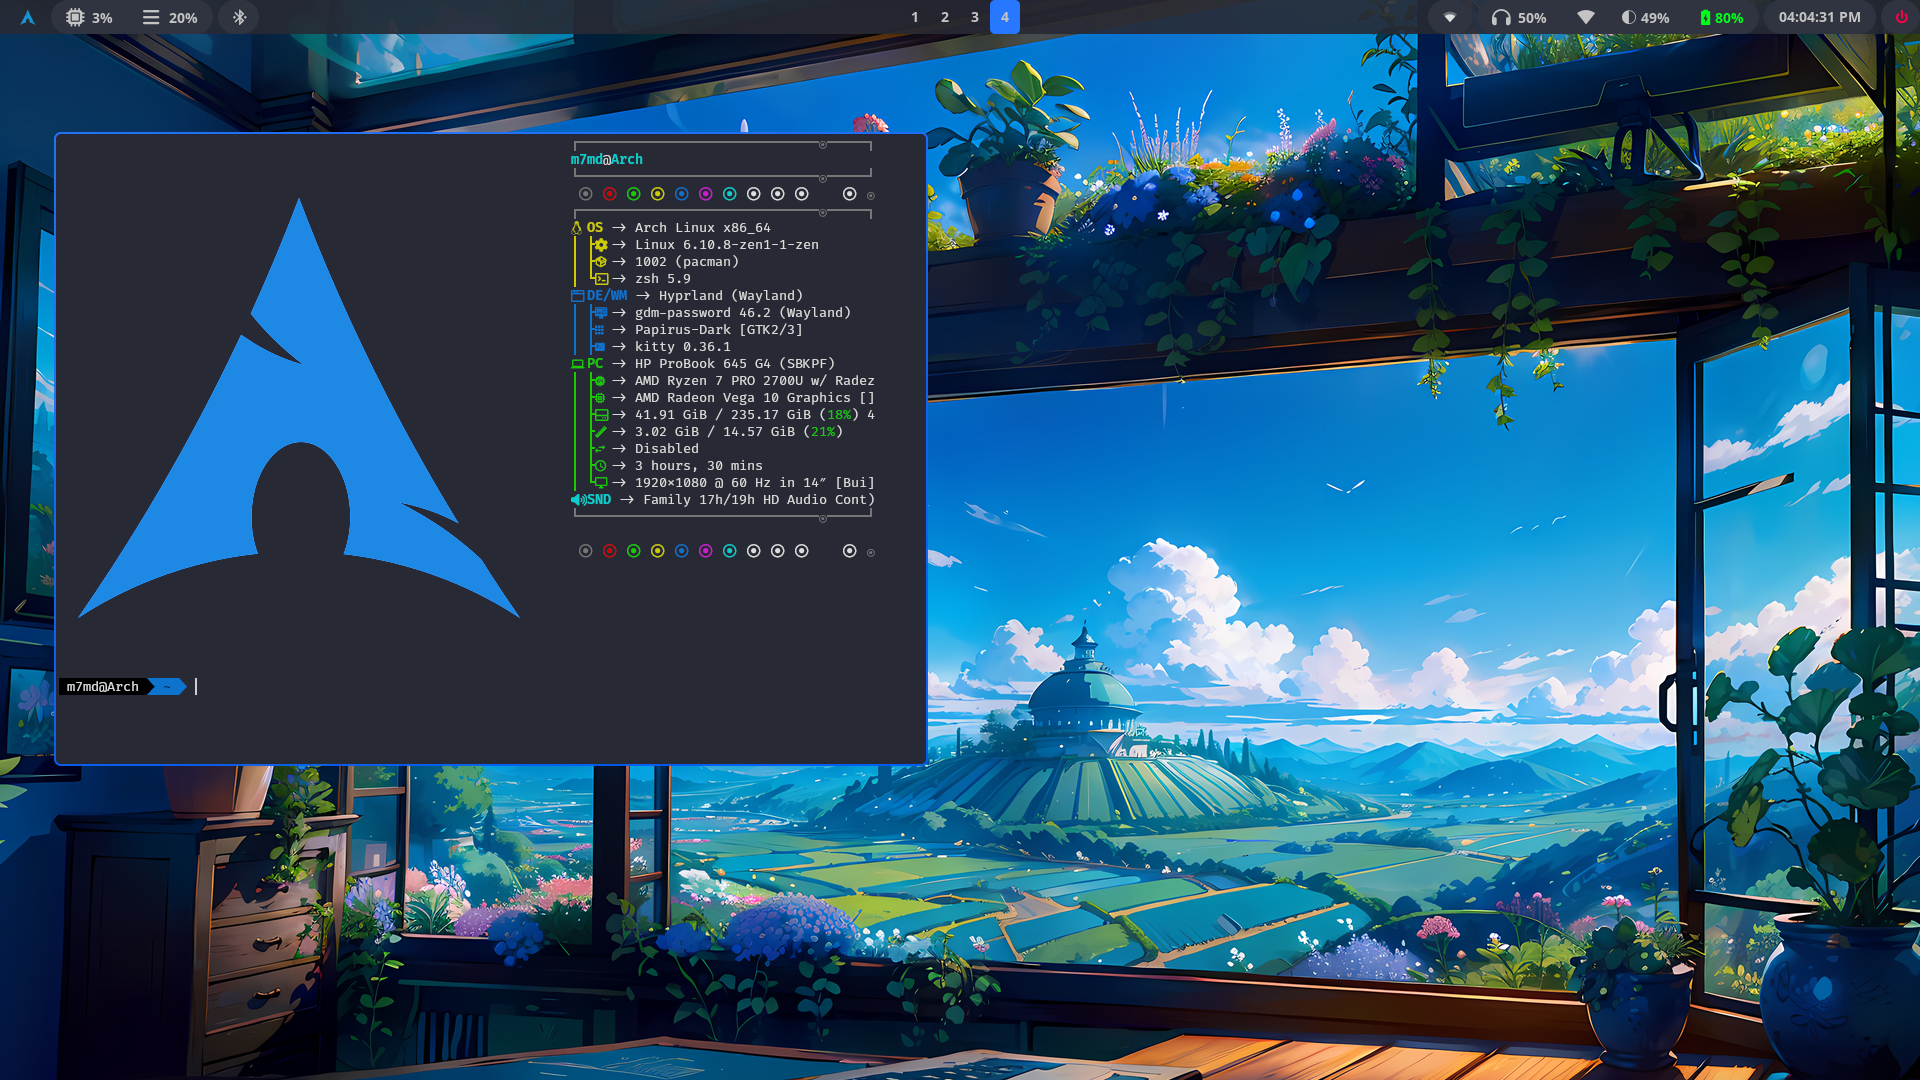 3% 20% 1 2 3 4 50% 49% 80% 04:04:31 PM
m7md@Arch
OS → Arch Linux x86_64
→ Linux 6.10.8-zen1-1-zen
→ 1002 (pacman)
→ zsh 5.9
DE/WM → Hyprland (Wayland)
→ gdm-password 46.2 (Wayland)
→ Papirus-Dark [GTK2/3]
→ kitty 0.36.1
PC → HP ProBook 645 G4 (SBKPF)
→ AMD Ryzen 7 PRO 2700U w/ Radez
→ AMD Radeon Vega 10 Graphics []
→ 41.91 GiB / 235.17 GiB (18%) 4
→ 3.02 GiB / 14.57 GiB (21%)
→ Disabled
→ 3 hours, 30 mins
→ 1920×1080 @ 60 Hz in 14″ [Bui]
SND → Family 17h/19h HD Audio Cont)
m7md@Arch ~